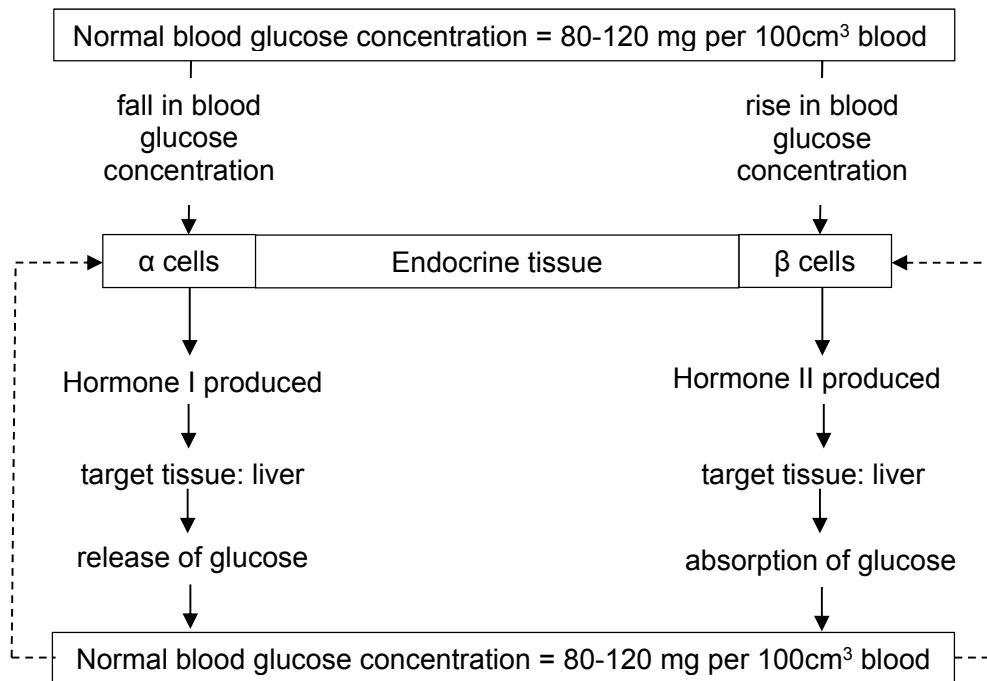 Normal blood glucose concentration = 80-120 mg per 100cm³ blood
fall in blood
glucose
concentration
rise in blood
glucose
concentration
α cells
Endocrine tissue
β cells
Hormone I produced
Hormone II produced
target tissue: liver
target tissue: liver
release of glucose
absorption of glucose
Normal blood glucose concentration = 80-120 mg per 100cm³ blood